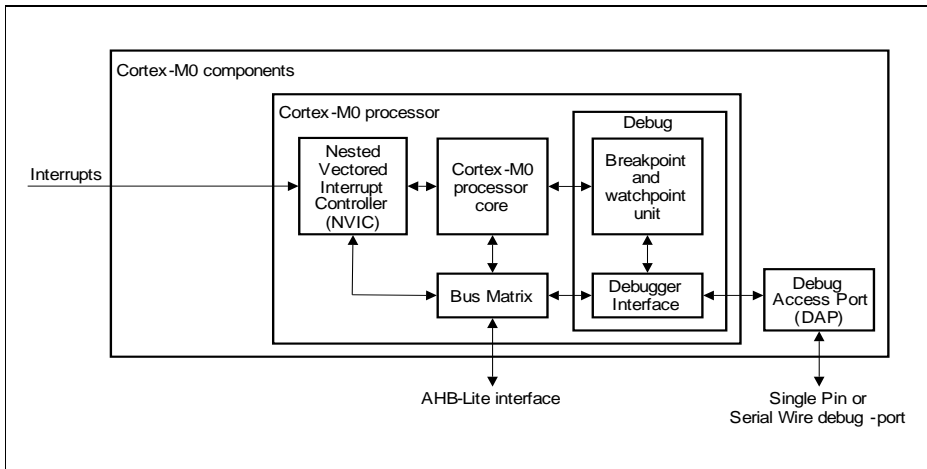 Cortex-M0 components
Cortex-M0 processor
Debug
Interrupts
Nested
Vectored
Interrupt
Controller
(NVIC)
Cortex-M0
processor
core
Breakpoint
and
watchpoint
unit
Bus Matrix
Debugger
Interface
Debug
Access Port
(DAP)
AHB-Lite interface
Single Pin or
Serial Wire debug -port